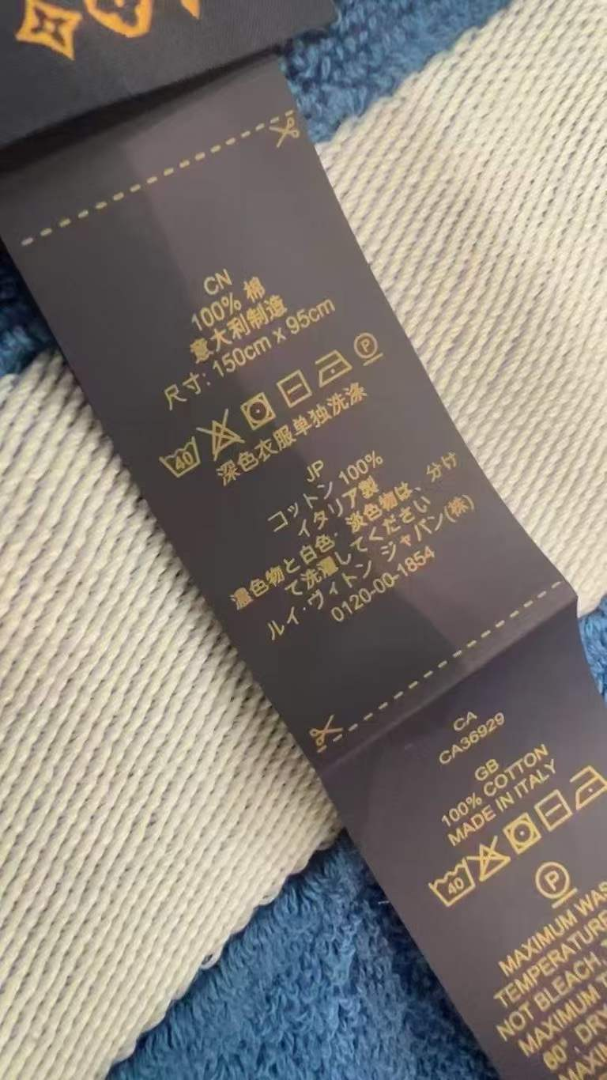 CN
100% 棉
意大利制造
尺寸: 150cm x 95cm
40 P
深色衣服单独洗涤
JP
コットン 100%
イタリア製
濃色物と白色・淡色物は、分け
て洗濯してください
ルイ・ヴィトン ジャパン(株)
0120-00-1854
CA
CA36929
GB
100% COTTON
MADE IN ITALY
40
P
MAXIMUM WAS
TEMPERATURE
NOT BLEACH,
MAXIMUM T
60° DR
MAXI